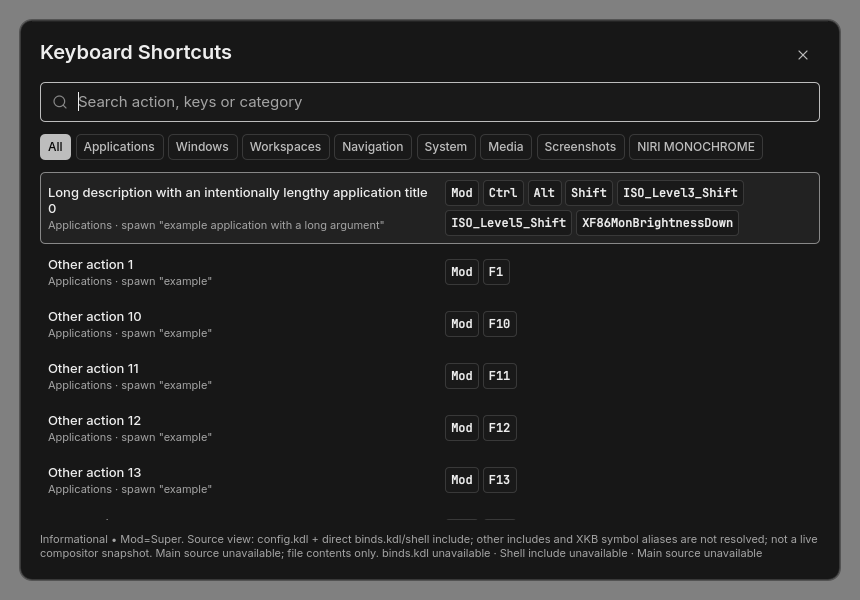 Keyboard Shortcuts
Search action, keys or category
All Applications Windows Workspaces Navigation System Media Screenshots NIRI MONOCHROME
Long description with an intentionally lengthy application title
0
Applications · spawn "example application with a long argument"
Mod Ctrl Alt Shift ISO_Level3_Shift
ISO_Level5_Shift XF86MonBrightnessDown
Other action 1
Applications · spawn "example"
Mod F1
Other action 10
Applications · spawn "example"
Mod F10
Other action 11
Applications · spawn "example"
Mod F11
Other action 12
Applications · spawn "example"
Mod F12
Other action 13
Applications · spawn "example"
Mod F13
Informational • Mod=Super. Source view: config.kdl + direct binds.kdl/shell include; other includes and XKB symbol aliases are not resolved; not a live
compositor snapshot. Main source unavailable; file contents only. binds.kdl unavailable · Shell include unavailable · Main source unavailable